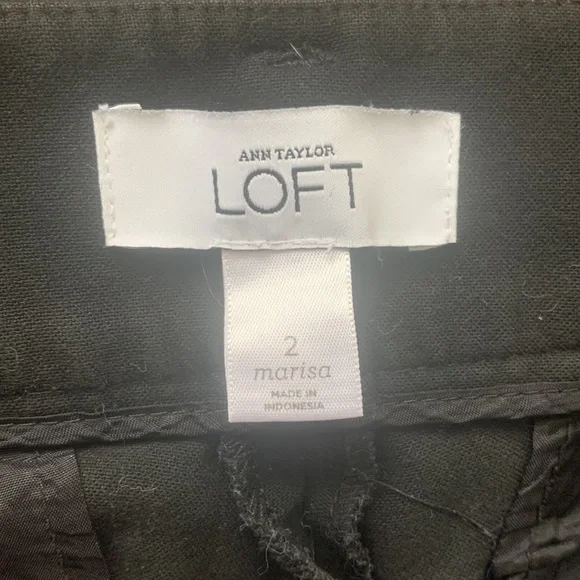 ANN TAYLOR
LOFT
2
marisa
MADE IN
INDONESIA